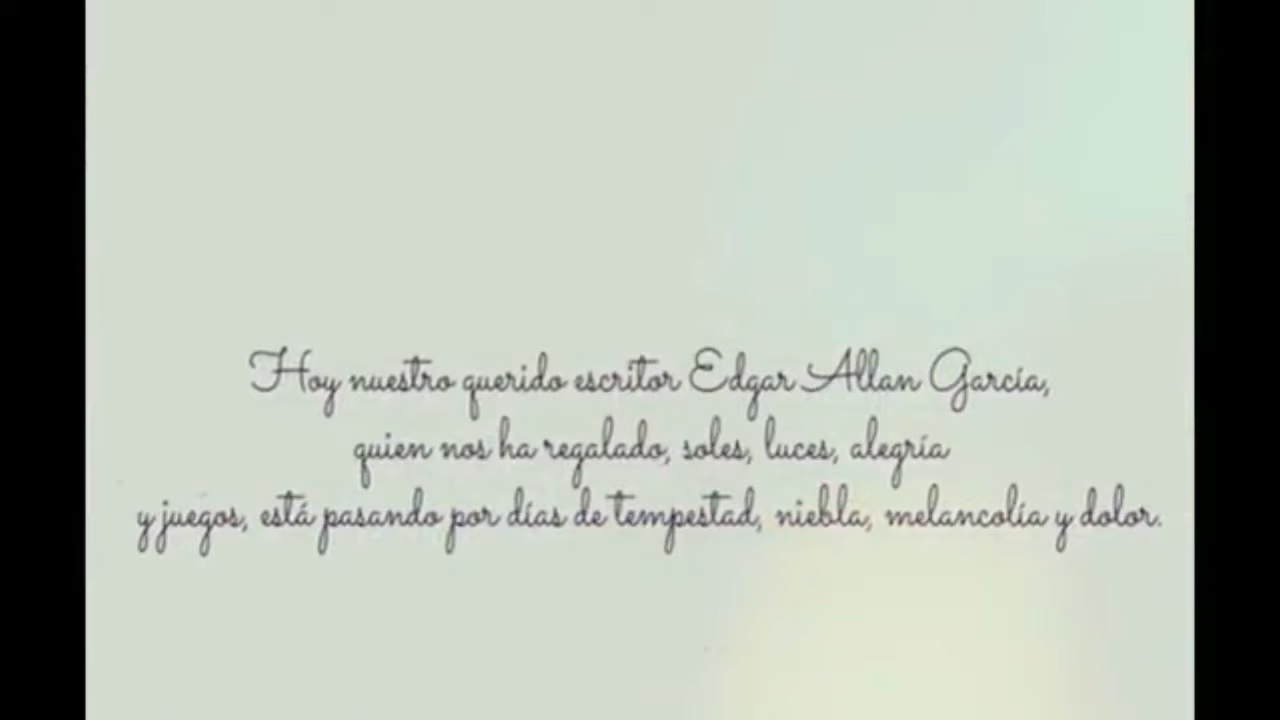 Hoy nuestro querido escritor Edgar Allan García,
quien nos ha regalado, soles, luces, alegría
y juegos, está pasando por días de tempestad, niebla, melancolía y dolor.